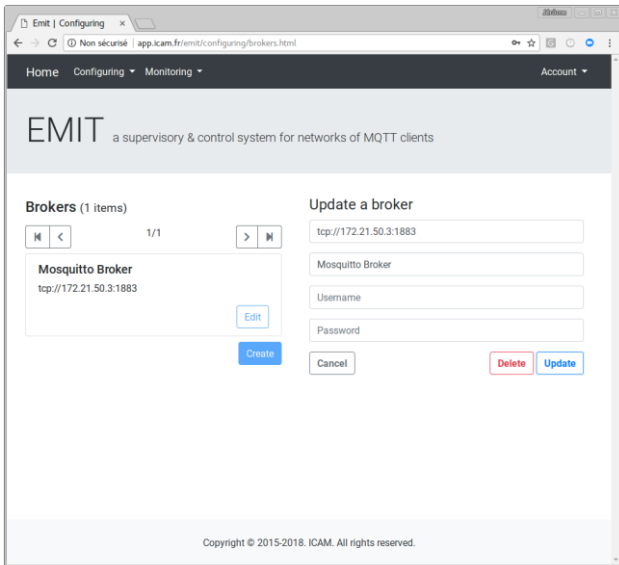 Emit | Configuring
Jérôme
Non sécurisé | app.icam.fr/emit/configuring/brokers.html
Home Configuring Monitoring Account
EMIT a supervisory & control system for networks of MQTT clients
Brokers (1 items)
1/1
Mosquitto Broker
tcp://172.21.50.3:1883
Edit
Create
Update a broker
tcp://172.21.50.3:1883
Mosquitto Broker
Username
Password
Cancel Delete Update
Copyright © 2015-2018. ICAM. All rights reserved.